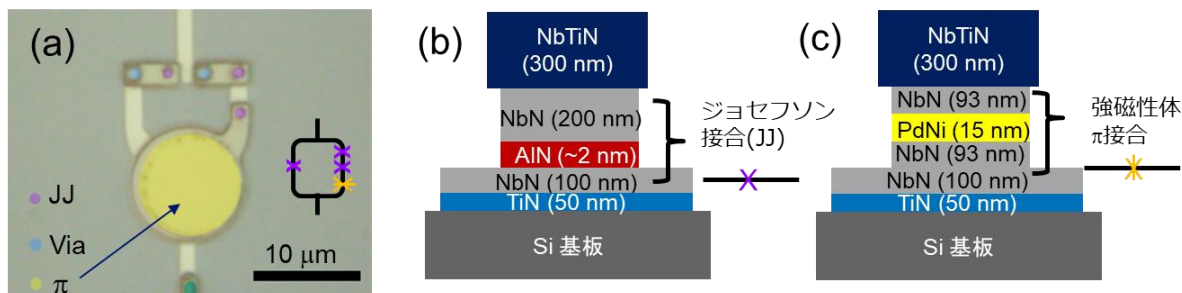 (a)
JJ
Via
π
10 μm
(b)
NbTiN
(300 nm)
NbN (200 nm)
AlN (~2 nm)
NbN (100 nm)
TiN (50 nm)
Si 基板
ジョセフソン
接合(JJ)
(c)
NbTiN
(300 nm)
NbN (93 nm)
PdNi (15 nm)
NbN (93 nm)
NbN (100 nm)
TiN (50 nm)
Si 基板
強磁性体
π接合